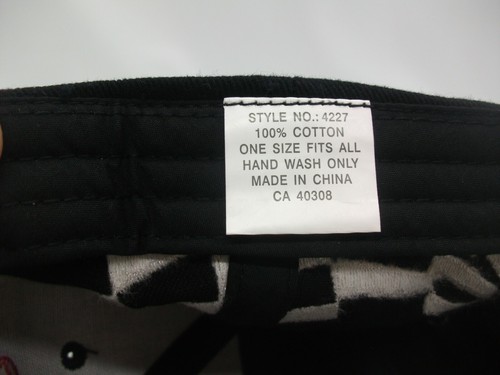 STYLE NO.: 4227
100% COTTON
ONE SIZE FITS ALL
HAND WASH ONLY
MADE IN CHINA
CA 40308